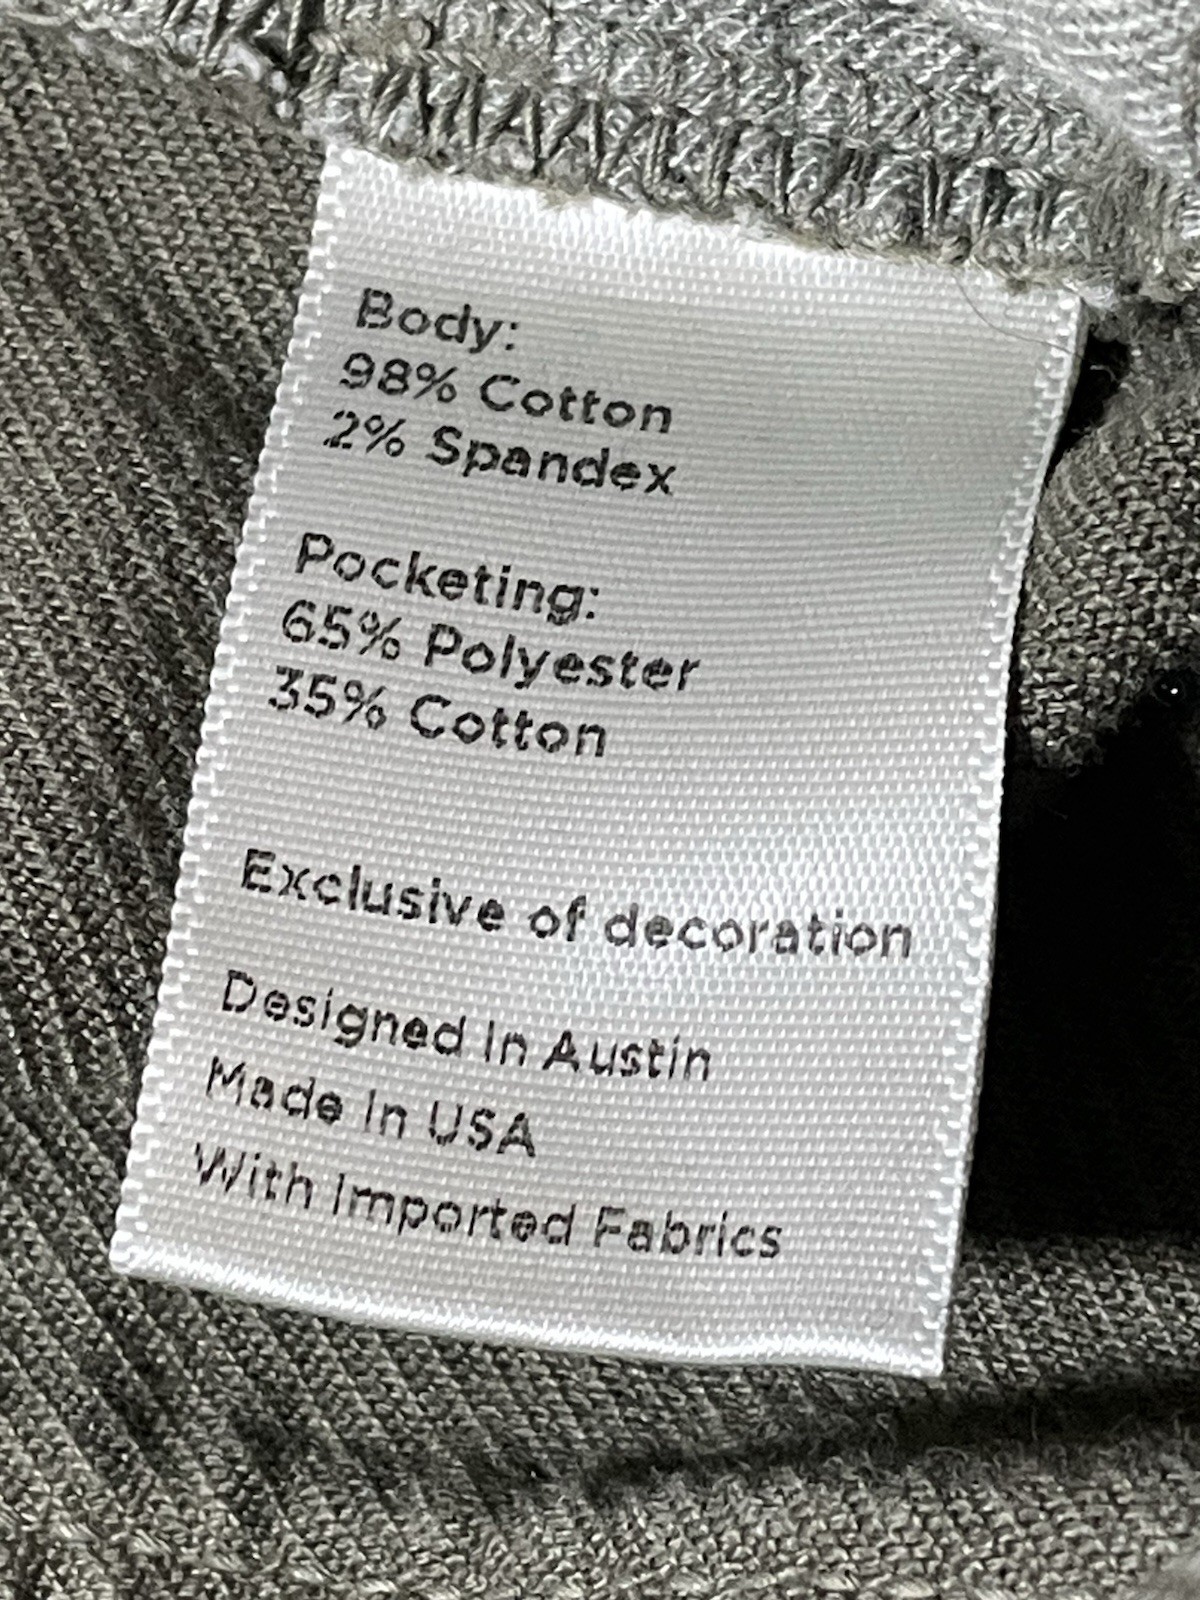 Body:
98% Cotton
2% Spandex
Pocketing:
65% Polyester
35% Cotton
Exclusive of decoration
Designed In Austin
Made In USA
With Imported Fabrics